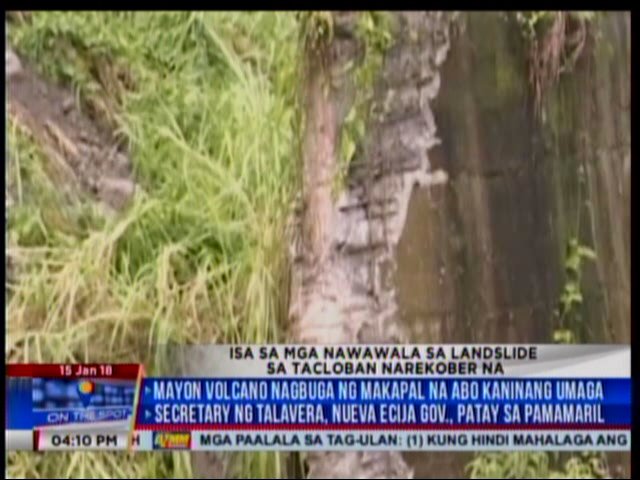 ISA SA MGA NAWAWALA SA LANDSLIDE
SA TACLOBAN NAREKOBER NA
15 Jan 18
MAYON VOLCANO NAGBUGA NG MAKAPAL NA ABO KANINANG UMAGA
SECRETARY NG TALAVERA, NUEVA ECIJA GOV., PATAY SA PAMAMARIL
ON THE SPOT
04:10 PM
MGA PAALALA SA TAG-ULAN: (1) KUNG HINDI MAHALAGA ANG